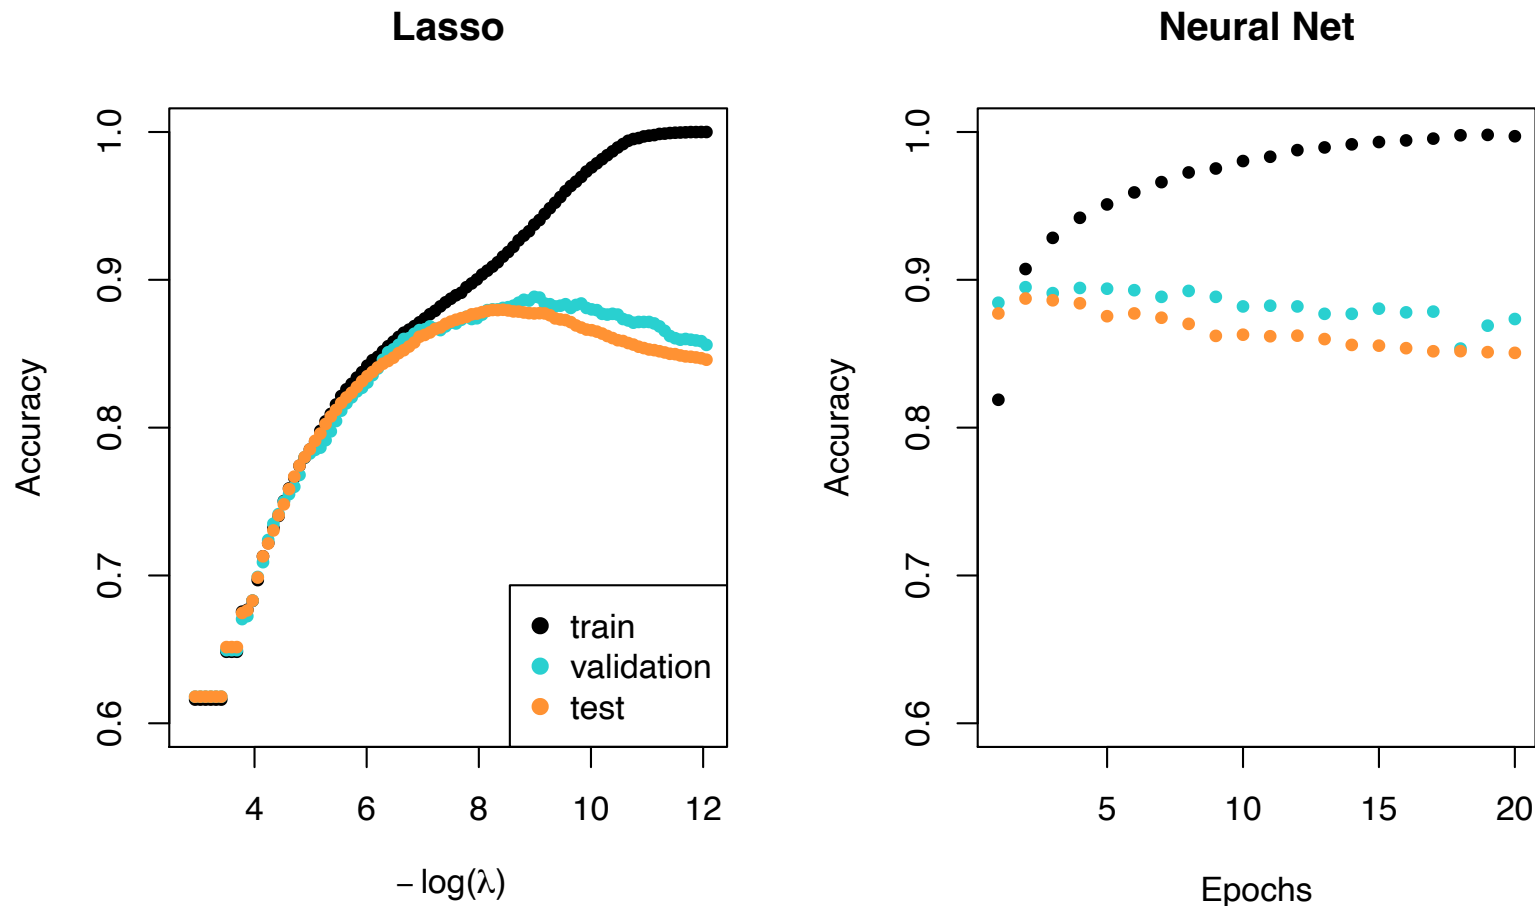 Lasso
Accuracy
1.0
0.9
0.8
0.7
0.6
4 6 8 10 12
– log(λ)
train
validation
test
Neural Net
Accuracy
1.0
0.9
0.8
0.7
0.6
5 10 15 20
Epochs